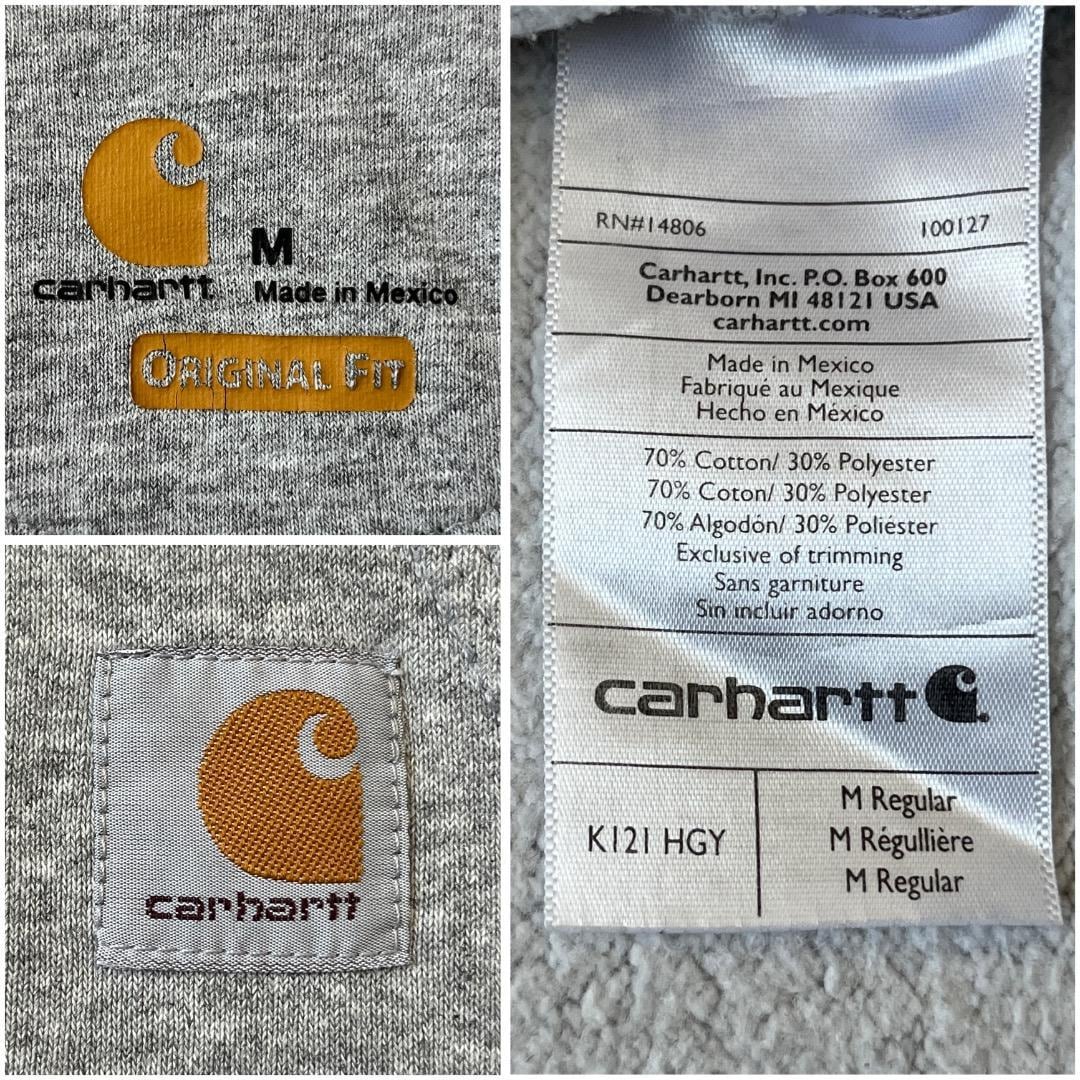 M
carhartt
Made in Mexico
ORIGINAL FIT
carhartt
RN#14806 100127
Carhartt, Inc. P.O. Box 600
Dearborn MI 48121 USA
carhartt.com
Made in Mexico
Fabriqué au Mexique
Hecho en México
70% Cotton/ 30% Polyester
70% Coton/ 30% Polyester
70% Algodón/ 30% Poliéster
Exclusive of trimming
Sans garniture
Sin incluir adorno
carhartt
K121 HGY
M Regular
M Régullière
M Regular